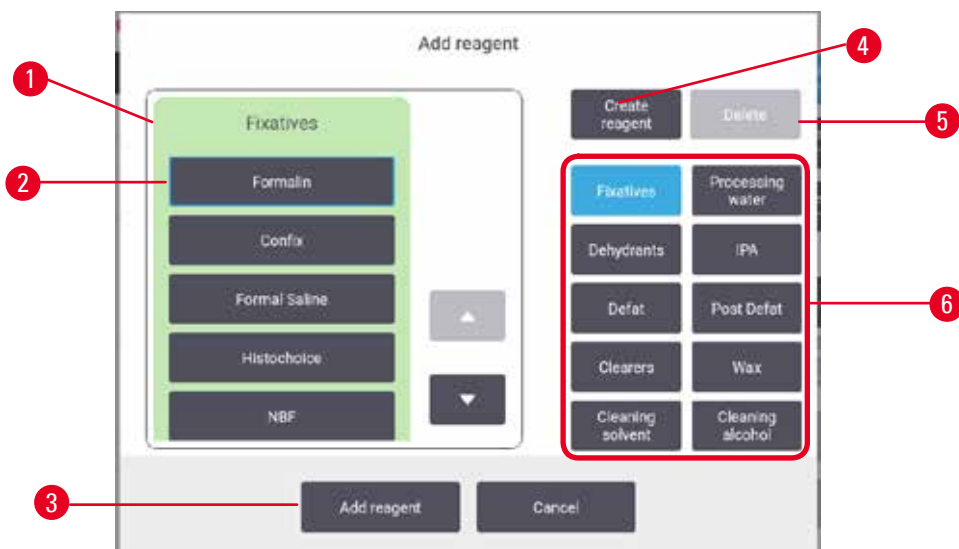 Add reagent
4
1
Create
reagent
Delete
5
Fixatives
2
Formalin
Fixatives
Processing
water
Confix
Dehydrants
IPA
Formal Saline
Defat
Post Defat
6
Histochoice
Clearers
Wax
NBF
Cleaning
solvent
Cleaning
alcohol
3
Add reagent
Cancel